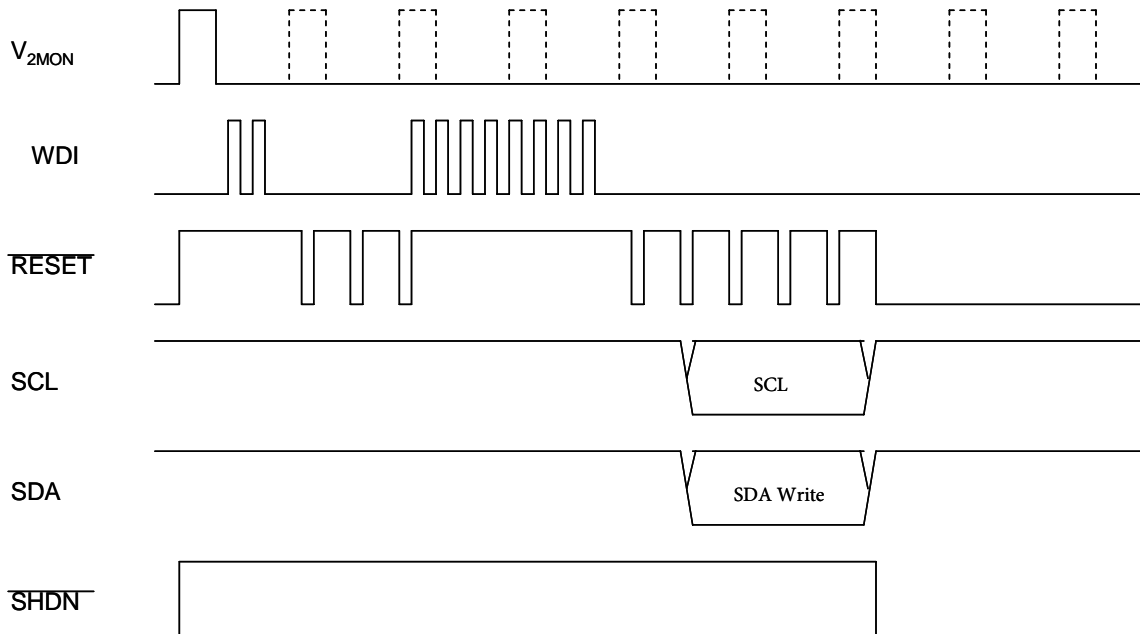 V2MON
WDI
RESET
SCL
SCL
SDA
SDA Write
SHDN